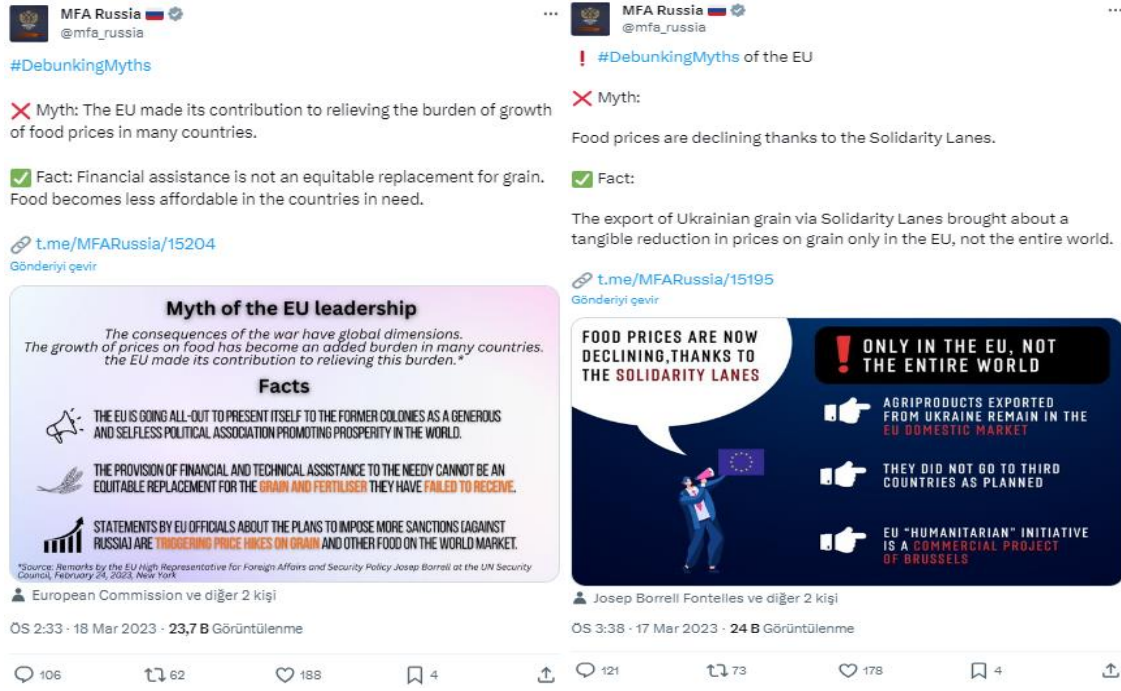 MFA Russia
@mfa_russia
#DebunkingMyths
Myth: The EU made its contribution to relieving the burden of growth
of food prices in many countries.
Fact: Financial assistance is not an equitable replacement for grain.
Food becomes less affordable in the countries in need.
t.me/MFARussia/15204
Gönderiyi çevir
Myth of the EU leadership
The consequences of the war have global dimensions.
The growth of prices on food has become an added burden in many countries.
the EU made its contribution to relieving this burden.*
Facts
THE EU IS GOING ALL-OUT TO PRESENT ITSELF TO THE FORMER COLONIES AS A GENEROUS
AND SELFLESS POLITICAL ASSOCIATION PROMOTING PROSPERITY IN THE WORLD.
THE PROVISION OF FINANCIAL AND TECHNICAL ASSISTANCE TO THE NEEDY CANNOT BE AN
EQUITABLE REPLACEMENT FOR THE GRAIN AND FERTILISER THEY HAVE FAILED TO RECEIVE.
STATEMENTS BY EU OFFICIALS ABOUT THE PLANS TO IMPOSE MORE SANCTIONS (AGAINST
RUSSIA) ARE TRIGGERING PRICE HIKES ON GRAIN AND OTHER FOOD ON THE WORLD MARKET.
*Source: Remarks by the EU High Representative for Foreign Affairs and Security Policy Josep Borrell at the UN Security
Council, February 24, 2023, New York
European Commission ve diğer 2 kişi
ÖS 2:33 · 18 Mar 2023 · 23,7 B Görüntülenme
106 62 188 4
MFA Russia
@mfa_russia
#DebunkingMyths of the EU
Myth:
Food prices are declining thanks to the Solidarity Lanes.
Fact:
The export of Ukrainian grain via Solidarity Lanes brought about a
tangible reduction in prices on grain only in the EU, not the entire world.
t.me/MFARussia/15195
Gönderiyi çevir
FOOD PRICES ARE NOW
DECLINING,THANKS TO
THE SOLIDARITY LANES
ONLY IN THE EU, NOT
THE ENTIRE WORLD
AGRIPRODUCTS EXPORTED
FROM UKRAINE REMAIN IN THE
EU DOMESTIC MARKET
THEY DID NOT GO TO THIRD
COUNTRIES AS PLANNED
EU "HUMANITARIAN" INITIATIVE
IS A COMMERCIAL PROJECT
OF BRUSSELS
Josep Borrell Fontelles ve diğer 2 kişi
ÖS 3:38 · 17 Mar 2023 · 24 B Görüntülenme
121 73 178 4